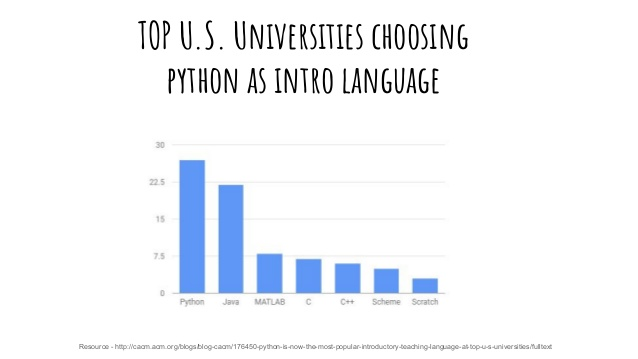 TOP U.S. UNIVERSITIES CHOOSING
PYTHON AS INTRO LANGUAGE
30
22.5
15
7.5
0
Python Java MATLAB C C++ Scheme Scratch
Resource - http://cacm.acm.org/blogs/blog-cacm/176450-python-is-now-the-most-popular-introductory-teaching-language-at-top-u-s-universities/fulltext